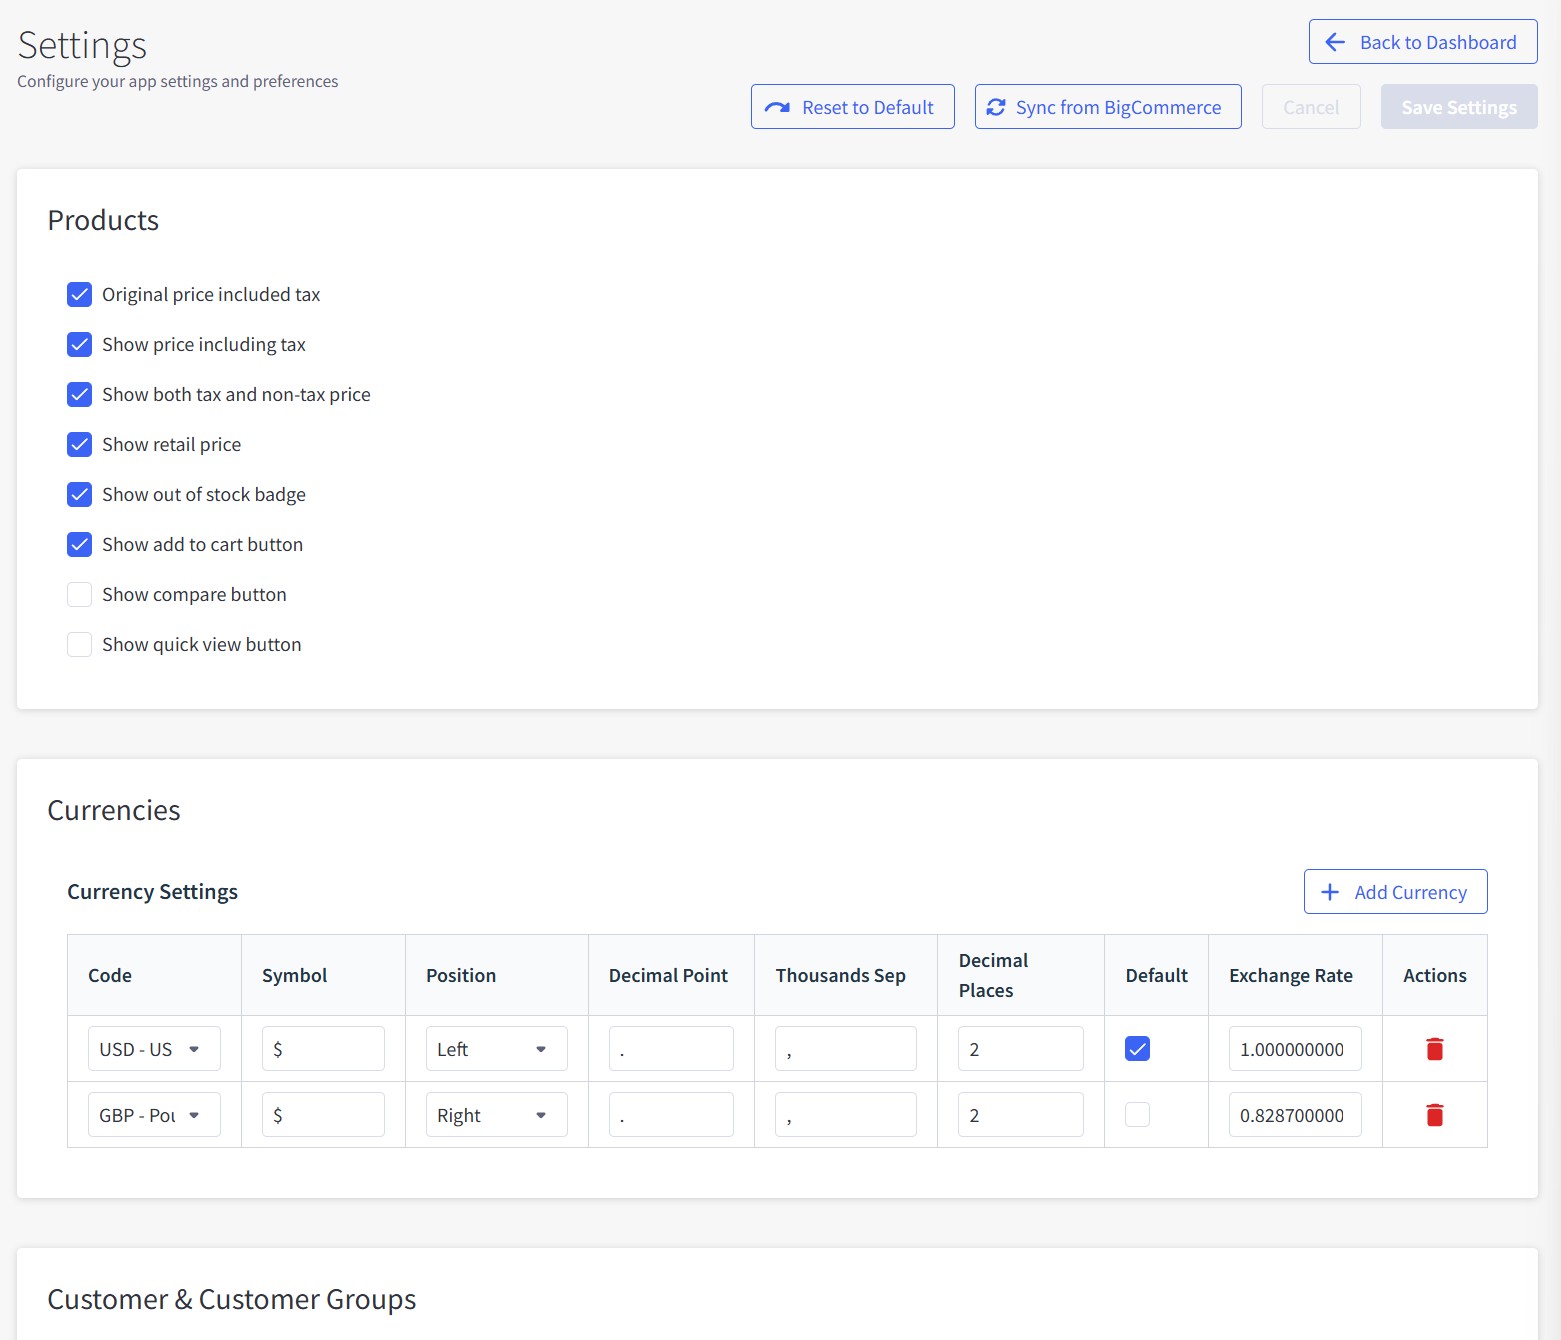 Settings
Configure your app settings and preferences
Back to Dashboard
Reset to Default
Sync from BigCommerce
Cancel
Save Settings
Products
Original price included tax
Show price including tax
Show both tax and non-tax price
Show retail price
Show out of stock badge
Show add to cart button
Show compare button
Show quick view button
Currencies
Currency Settings
Add Currency
Code Symbol Position Decimal Point Thousands Sep Decimal Places Default Exchange Rate Actions
USD - US $ Left . , 2 1.000000000
GBP - Pou $ Right . , 2 0.828700000
Customer & Customer Groups